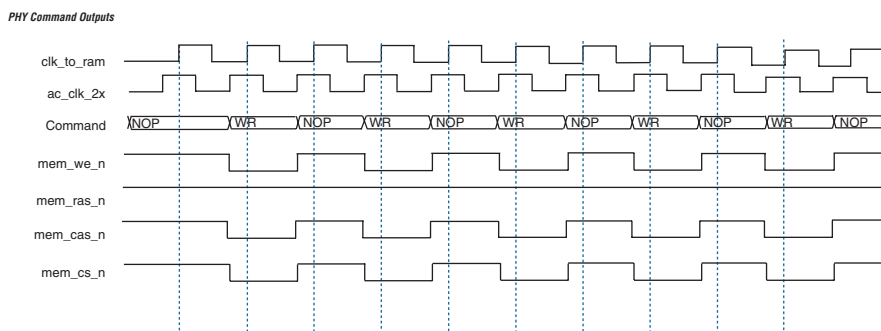 PHY Command Outputs
clk_to_ram
ac_clk_2x
Command NOP WR NOP WR NOP WR NOP WR NOP WR NOP
mem_we_n
mem_ras_n
mem_cas_n
mem_cs_n